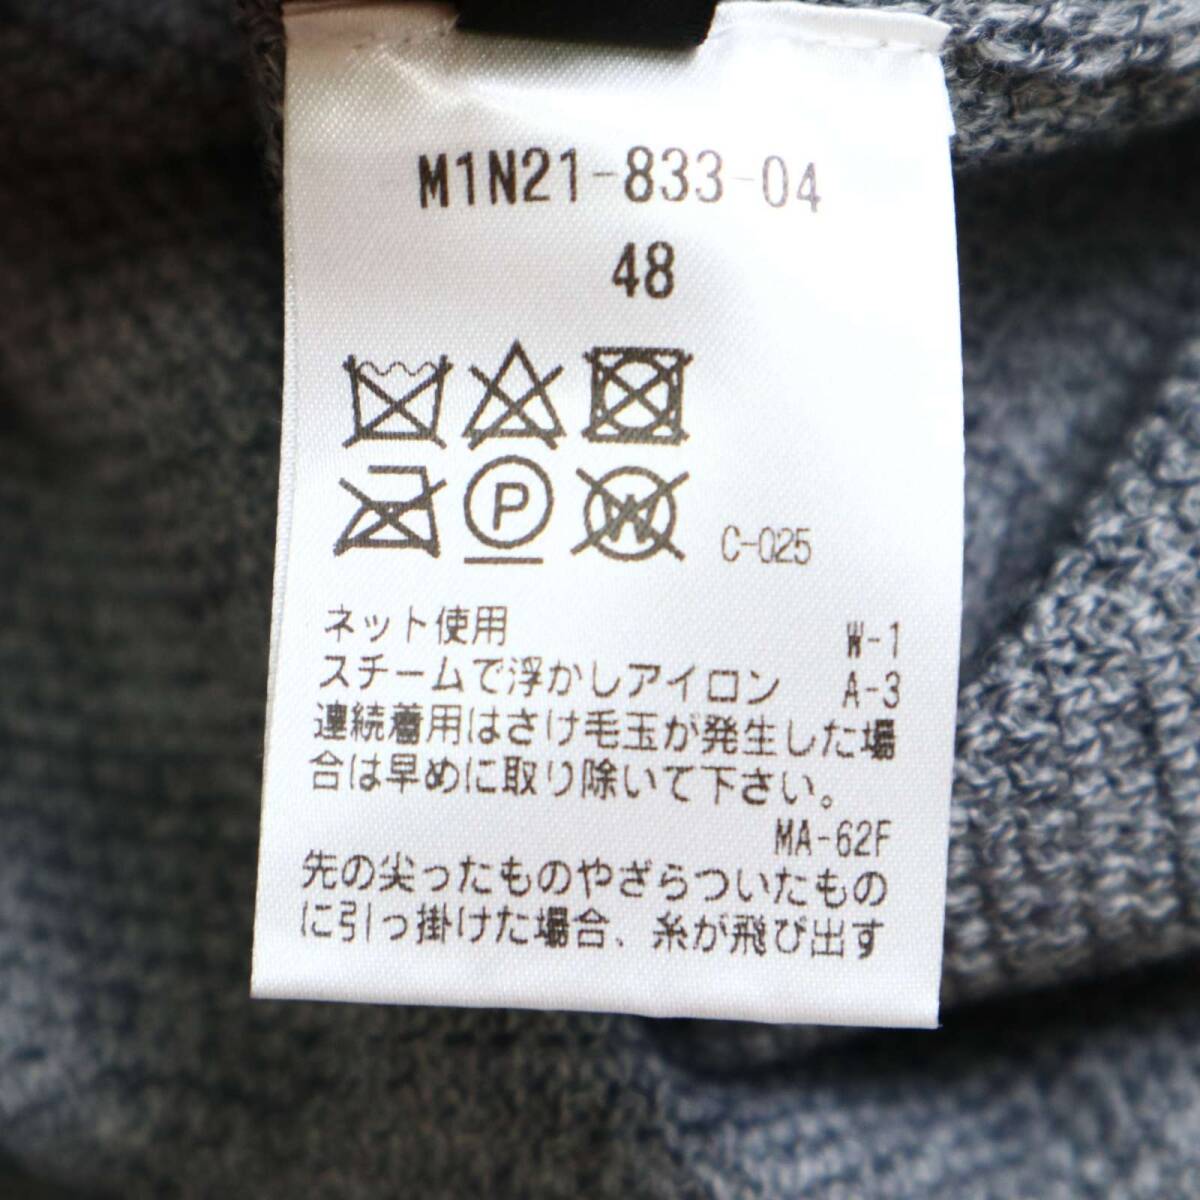 M1N21-833-04
48
P
W
C-025
ネット使用 W-1
スチームで浮かしアイロン A-3
連続着用はさけ毛玉が発生した場
合は早めに取り除いて下さい。
MA-62F
先の尖ったものやざらついたもの
に引っ掛けた場合、糸が飛び出す